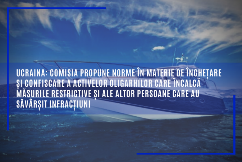 UCRAINA: COMISIA PROPUNE NORME ÎN MATERIE DE ÎNGHEȚARE
ȘI CONFISCARE A ACTIVELOR OLIGARHILOR CARE ÎNCALCĂ
MĂSURILE RESTRICTIVE ȘI ALE ALTOR PERSOANE CARE AU
SĂVÂRȘIT INFRACȚIUNI